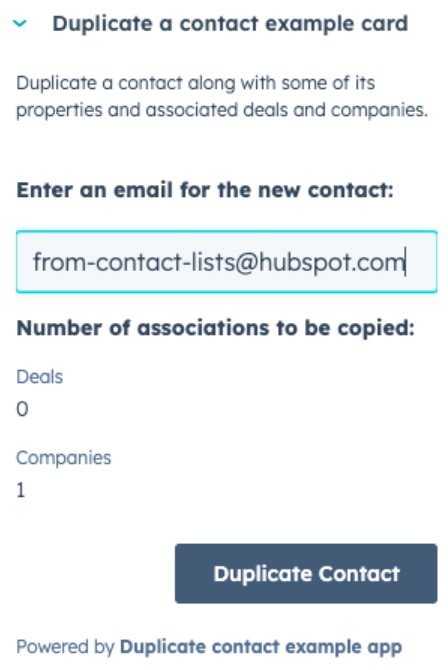 Duplicate a contact example card
Duplicate a contact along with some of its
properties and associated deals and companies.
Enter an email for the new contact:
from-contact-lists@hubspot.com
Number of associations to be copied:
Deals
0
Companies
1
Duplicate Contact
Powered by Duplicate contact example app